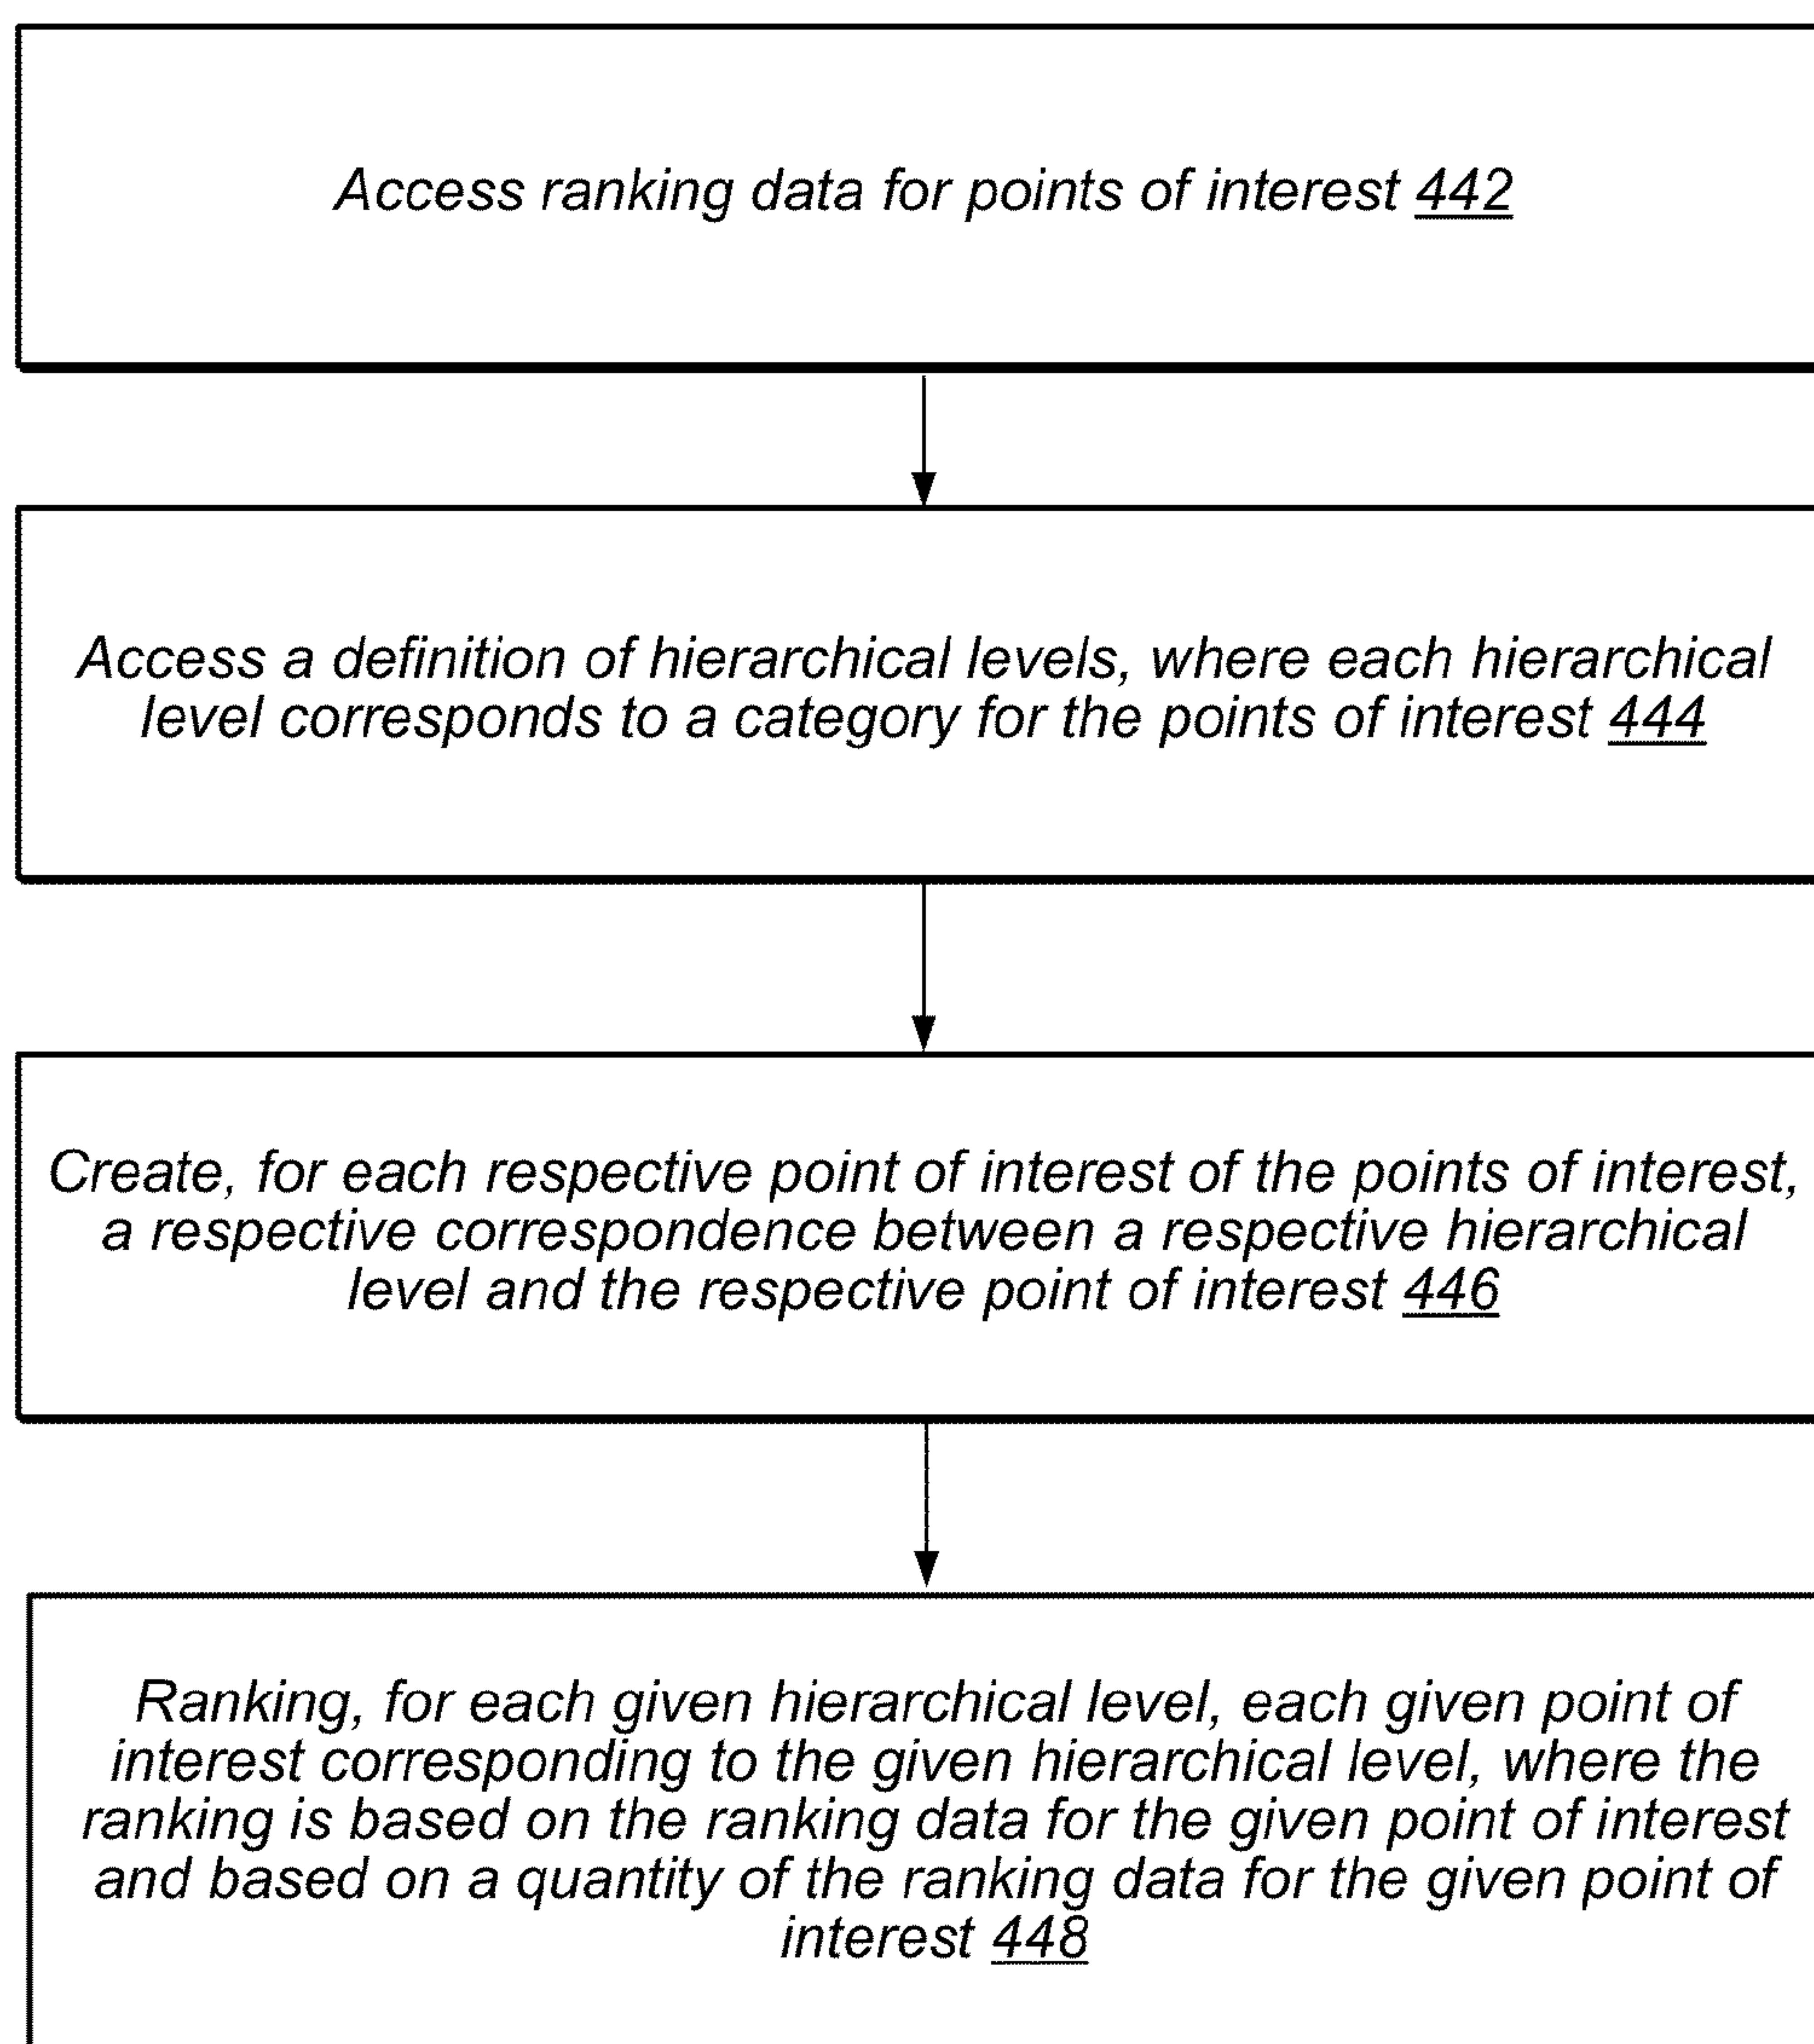 Access ranking data for points of interest 442
Access a definition of hierarchical levels, where each hierarchical
level corresponds to a category for the points of interest 444
Create, for each respective point of interest of the points of interest,
a respective correspondence between a respective hierarchical
level and the respective point of interest 446
Ranking, for each given hierarchical level, each given point of
interest corresponding to the given hierarchical level, where the
ranking is based on the ranking data for the given point of interest
and based on a quantity of the ranking data for the given point of
interest 448